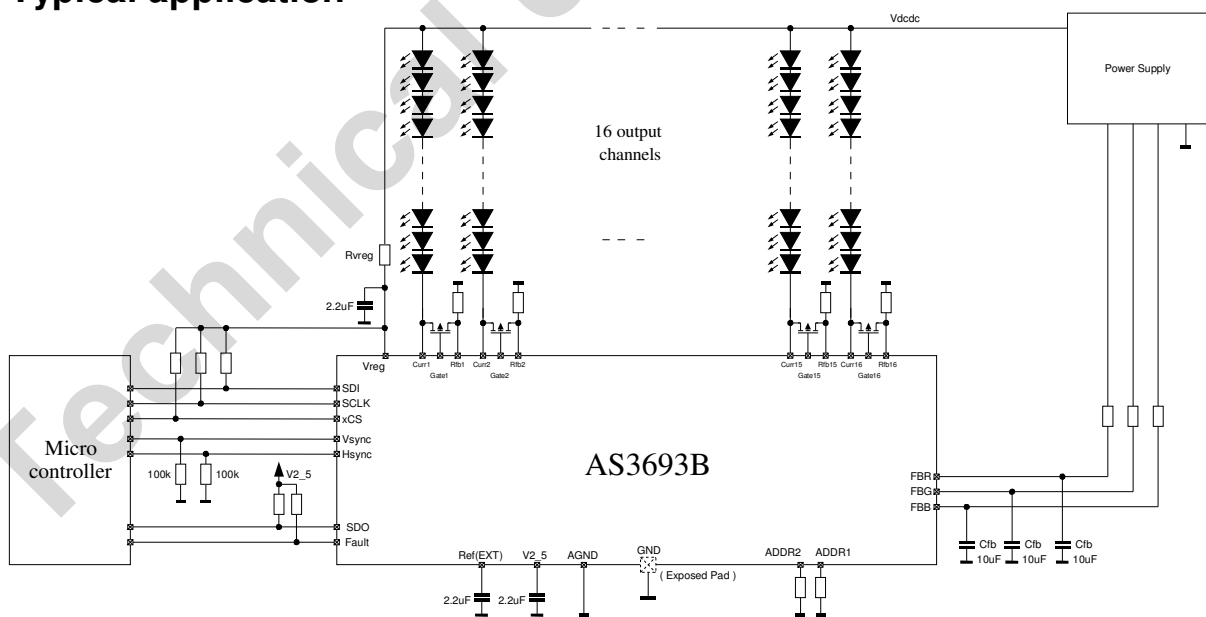 Typical application
Technical
Vdcdc
Power Supply
16 output
channels
Rvreg
2.2uF
Vreg
Curr1
Rfb1
Curr2
Rfb2
Curr15
Rfb15
Curr16
Rfb16
Gate1
Gate2
Gate15
Gate16
SDI
SCLK
xCS
Vsync
Hsync
Micro
controller
100k
100k
V2_5
AS3693B
FBR
FBG
FBB
SDO
Fault
Cfb
Cfb
Cfb
10uF
10uF
10uF
Ref(EXT)
V2_5
AGND
GND
( Exposed Pad )
ADDR2
ADDR1
2.2uF
2.2uF